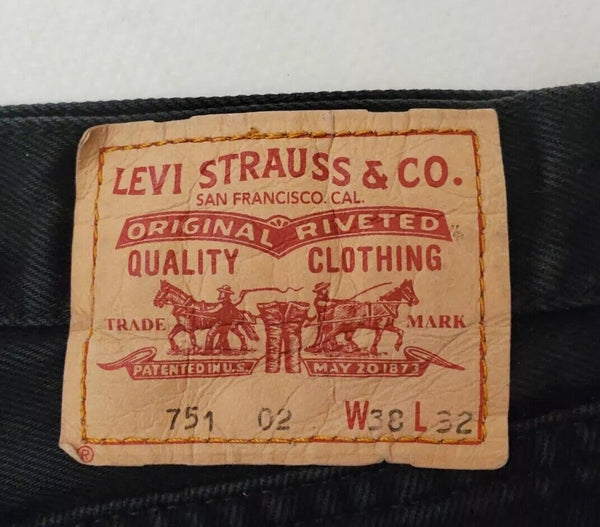 LEVI STRAUSS & CO.
SAN FRANCISCO. CAL.
ORIGINAL RIVETED
QUALITY CLOTHING
TRADE MARK
PATENTED IN U.S. MAY 20 1873
751 02 W38 L32
®